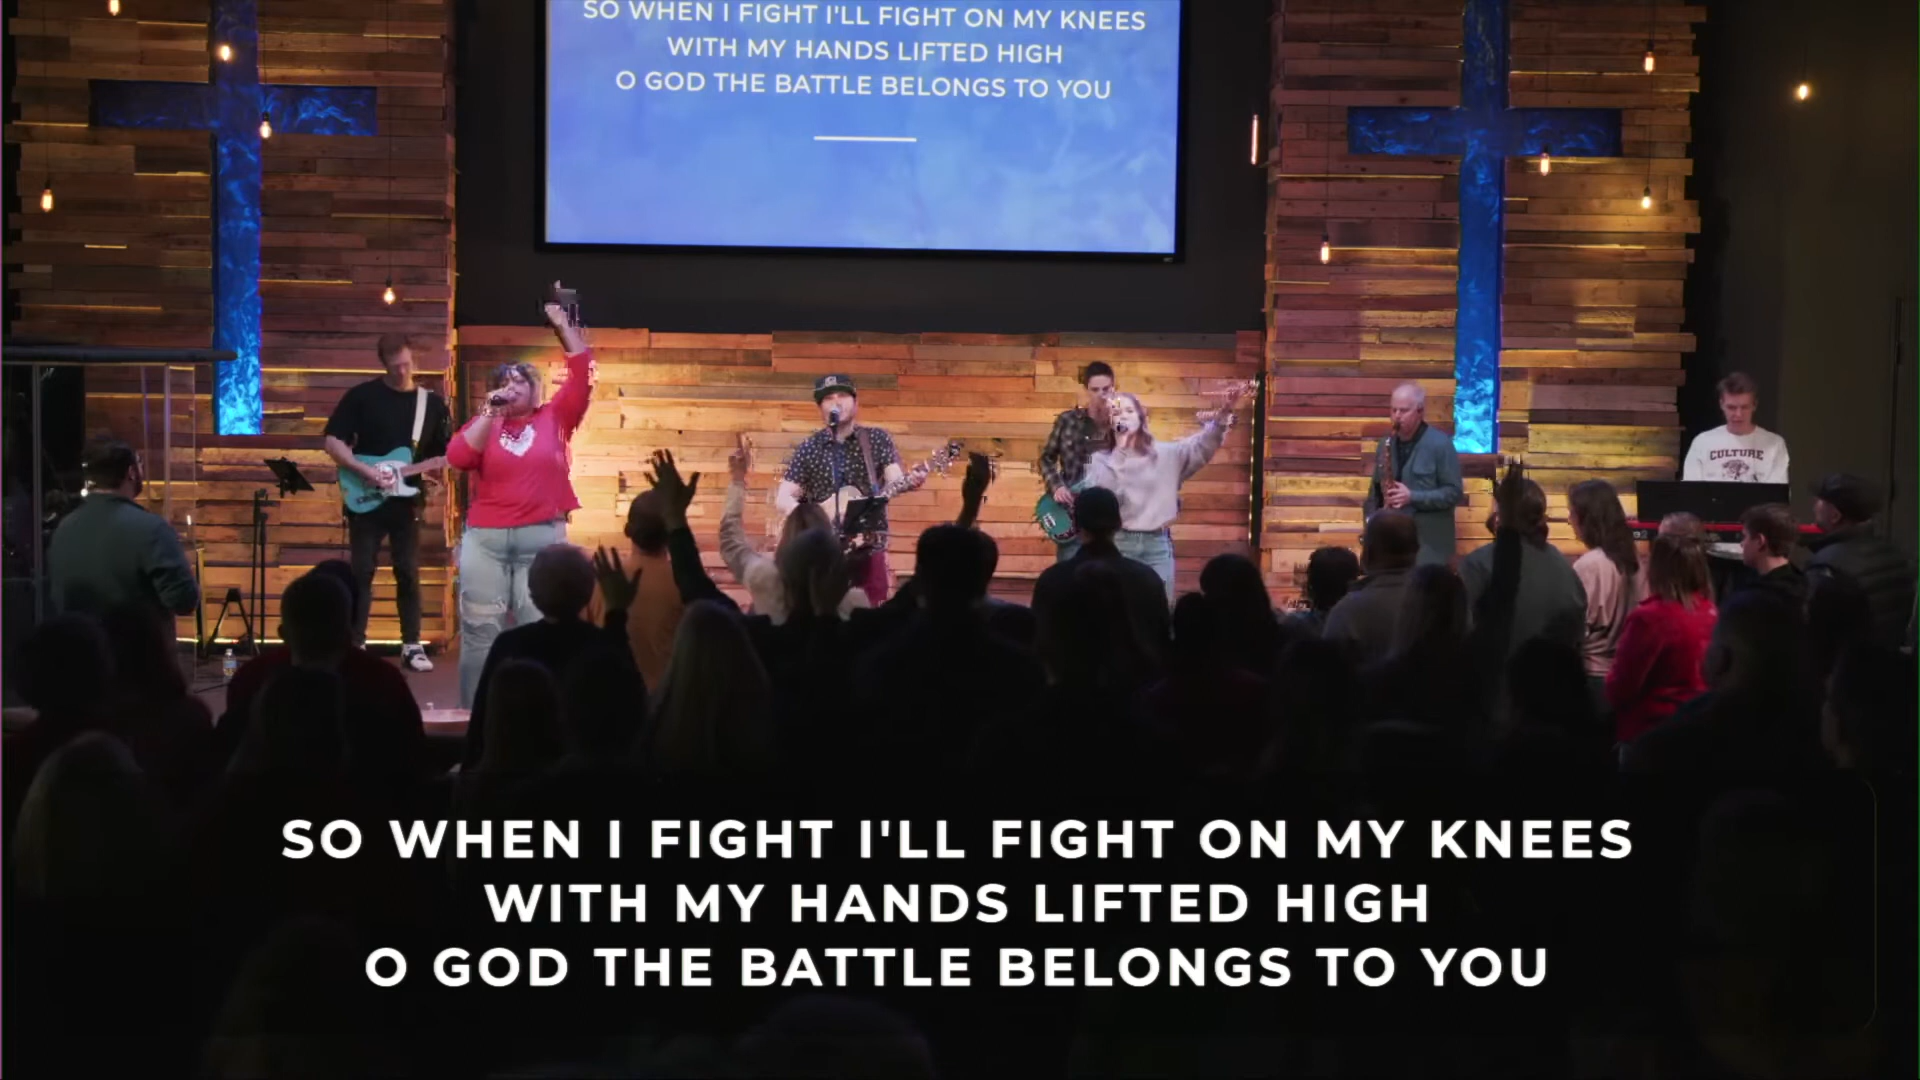 SO WHEN I FIGHT I'LL FIGHT ON MY KNEES
WITH MY HANDS LIFTED HIGH
O GOD THE BATTLE BELONGS TO YOU
CULTURE
SO WHEN I FIGHT I'LL FIGHT ON MY KNEES
WITH MY HANDS LIFTED HIGH
O GOD THE BATTLE BELONGS TO YOU